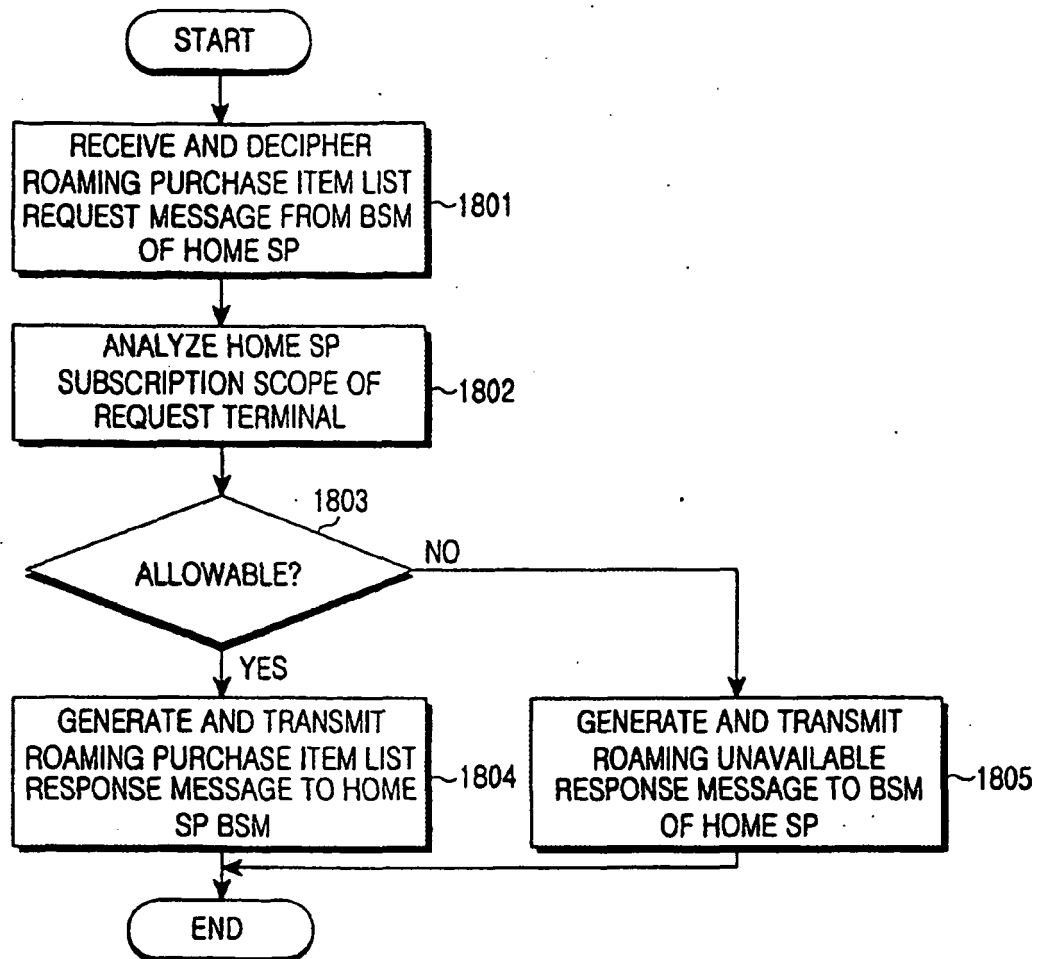 START
RECEIVE AND DECIPHER
ROAMING PURCHASE ITEM LIST
REQUEST MESSAGE FROM BSM
OF HOME SP
1801
ANALYZE HOME SP
SUBSCRIPTION SCOPE OF
REQUEST TERMINAL
1802
1803
ALLOWABLE?
NO
YES
GENERATE AND TRANSMIT
ROAMING PURCHASE ITEM LIST
RESPONSE MESSAGE TO HOME
SP BSM
1804
GENERATE AND TRANSMIT
ROAMING UNAVAILABLE
RESPONSE MESSAGE TO BSM
OF HOME SP
1805
END